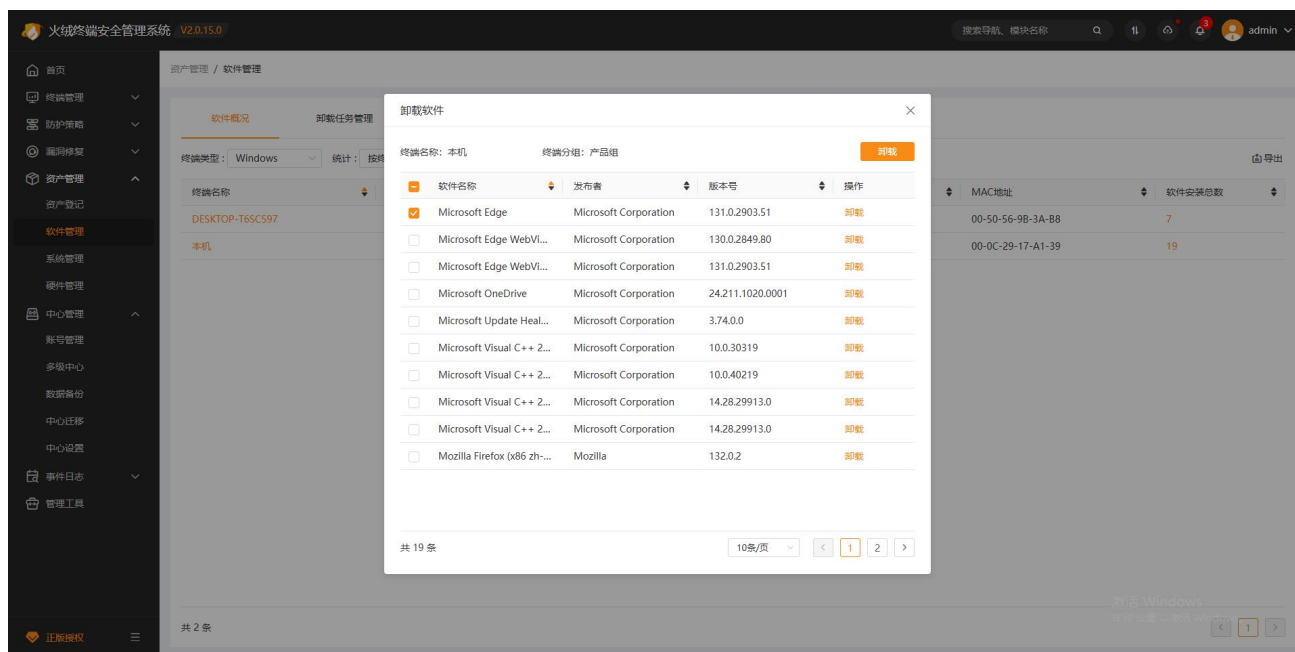 火绒终端安全管理系统 V2.0.15.0
搜索导航、模块名称
3
admin
首页
终端管理
防护策略
漏洞修复
资产管理
资产登记
软件管理
系统管理
硬件管理
中心管理
账号管理
多级中心
数据备份
中心迁移
中心设置
事件日志
管理工具
正版授权
资产管理 / 软件管理
软件概况 卸载任务管理
终端类型: Windows 统计: 按终
导出
终端名称 MAC地址 软件安装总数
DESKTOP-T6SC597 00-50-56-9B-3A-B8 7
本机 00-0C-29-17-A1-39 19
卸载软件
终端名称: 本机 终端分组: 产品组 卸载
软件名称 发布者 版本号 操作
Microsoft Edge Microsoft Corporation 131.0.2903.51 卸载
Microsoft Edge WebVi... Microsoft Corporation 130.0.2849.80 卸载
Microsoft Edge WebVi... Microsoft Corporation 131.0.2903.51 卸载
Microsoft OneDrive Microsoft Corporation 24.211.1020.0001 卸载
Microsoft Update Heal... Microsoft Corporation 3.74.0.0 卸载
Microsoft Visual C++ 2... Microsoft Corporation 10.0.30319 卸载
Microsoft Visual C++ 2... Microsoft Corporation 10.0.40219 卸载
Microsoft Visual C++ 2... Microsoft Corporation 14.28.29913.0 卸载
Microsoft Visual C++ 2... Microsoft Corporation 14.28.29913.0 卸载
Mozilla Firefox (x86 zh-... Mozilla 132.0.2 卸载
共 19 条 10条/页 1 2
激活 Windows
共 2 条 1